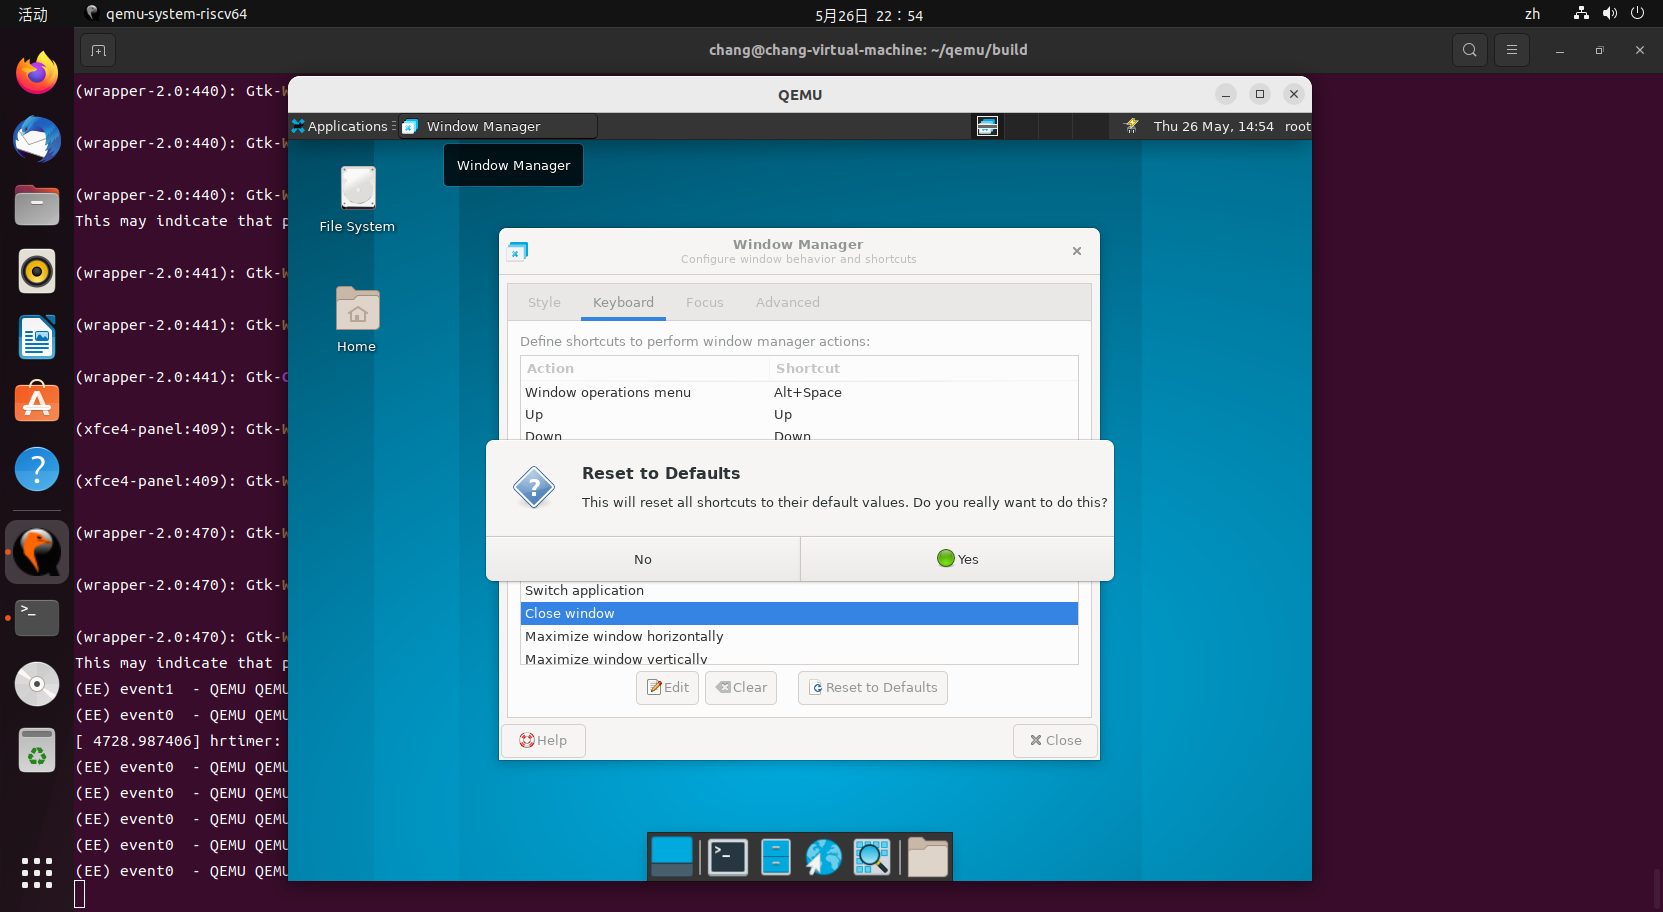 活动
qemu-system-riscv64
5月26日 22：54
zh
chang@chang-virtual-machine: ~/qemu/build
(wrapper-2.0:440): Gtk-W
(wrapper-2.0:440): Gtk-W
(wrapper-2.0:440): Gtk-W
This may indicate that p
(wrapper-2.0:441): Gtk-W
(wrapper-2.0:441): Gtk-W
(wrapper-2.0:441): Gtk-C
(xfce4-panel:409): Gtk-W
(xfce4-panel:409): Gtk-W
(wrapper-2.0:470): Gtk-W
(wrapper-2.0:470): Gtk-W
(wrapper-2.0:470): Gtk-W
This may indicate that p
(EE) event1  - QEMU QEMU
(EE) event0  - QEMU QEMU
[ 4728.987406] hrtimer:
(EE) event0  - QEMU QEMU
(EE) event0  - QEMU QEMU
(EE) event0  - QEMU QEMU
(EE) event0  - QEMU QEMU
(EE) event0  - QEMU QEMU
QEMU
Applications
Window Manager
Thu 26 May, 14:54
root
Window Manager
File System
Home
Window Manager
Configure window behavior and shortcuts
Style
Keyboard
Focus
Advanced
Define shortcuts to perform window manager actions:
Action Shortcut
Window operations menu Alt+Space
Up Up
Down Down
Reset to Defaults
This will reset all shortcuts to their default values. Do you really want to do this?
No
Yes
Switch application
Close window
Maximize window horizontally
Maximize window vertically
Edit
Clear
Reset to Defaults
Help
Close